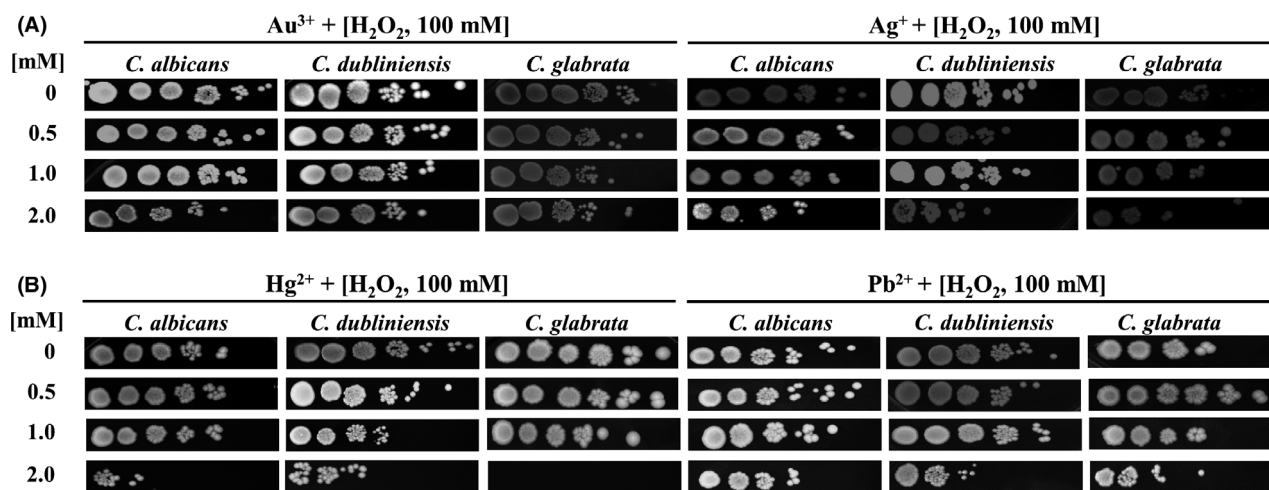 (A) Au³⁺ + [H₂O₂, 100 mM] Ag⁺ + [H₂O₂, 100 mM]
[mM] C. albicans C. dubliniensis C. glabrata C. albicans C. dubliniensis C. glabrata
0
0.5
1.0
2.0
(B) Hg²⁺ + [H₂O₂, 100 mM] Pb²⁺ + [H₂O₂, 100 mM]
[mM] C. albicans C. dubliniensis C. glabrata C. albicans C. dubliniensis C. glabrata
0
0.5
1.0
2.0